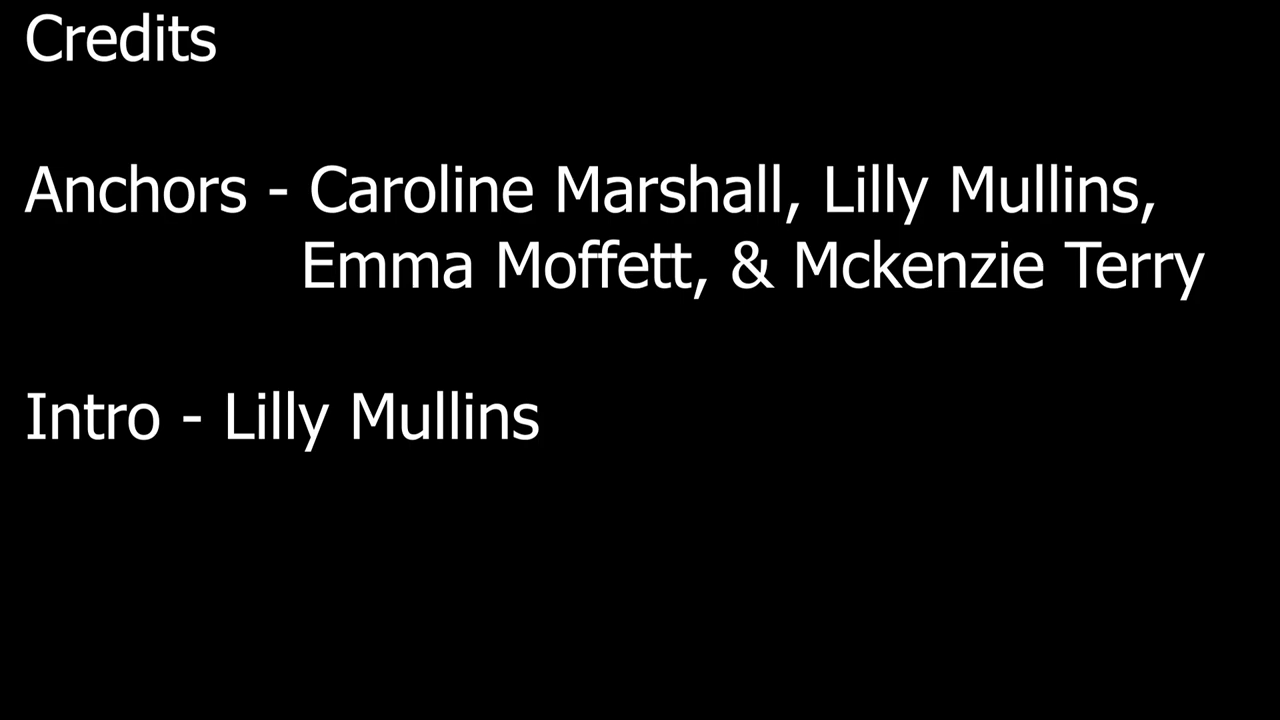 Credits
Anchors - Caroline Marshall, Lilly Mullins,
Emma Moffett, & Mckenzie Terry
Intro - Lilly Mullins